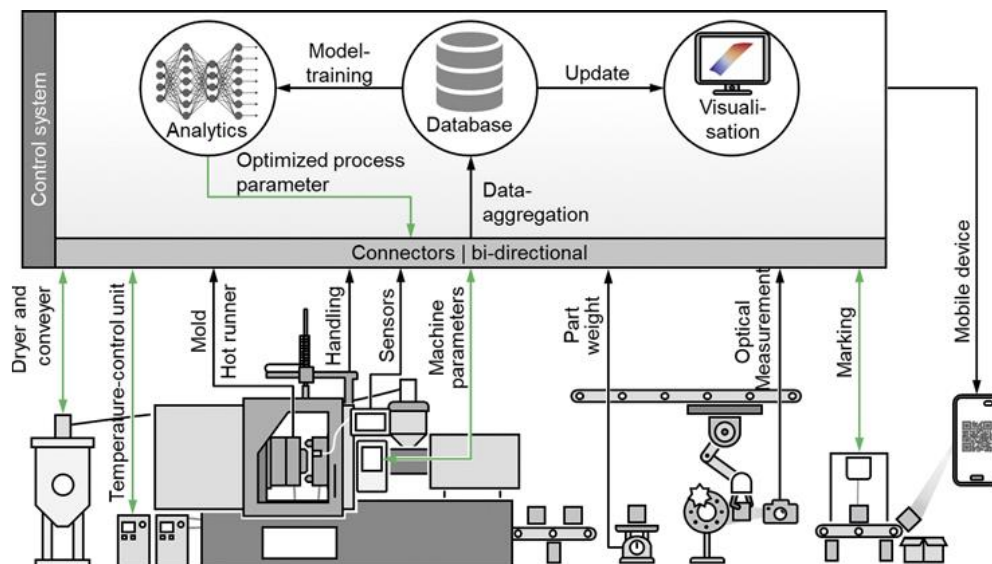 Control system
Model-
training
Update
Analytics
Database
Visuali-
sation
Optimized process
parameter
Data-
aggregation
Connectors | bi-directional
Dryer and
conveyer
Temperature-control unit
Mold
Hot runner
Handling
Sensors
Machine
parameters
Part
weight
Optical
Measurement
Marking
Mobile device